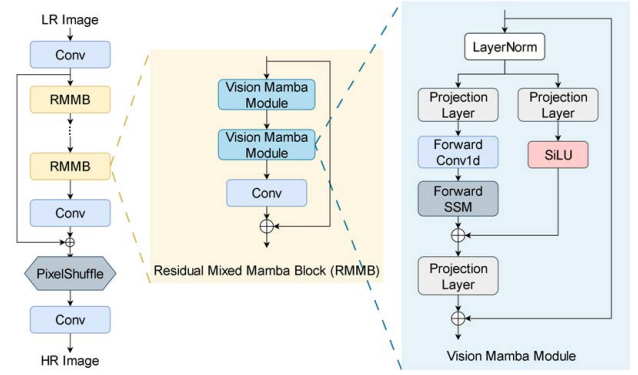 LR Image
Conv
RMMB
RMMB
Conv
PixelShuffle
Conv
HR Image
Vision Mamba
Module
Vision Mamba
Module
Conv
Residual Mixed Mamba Block (RMMB)
LayerNorm
Projection
Layer
Projection
Layer
Forward
Conv1d
SiLU
Forward
SSM
Projection
Layer
Vision Mamba Module